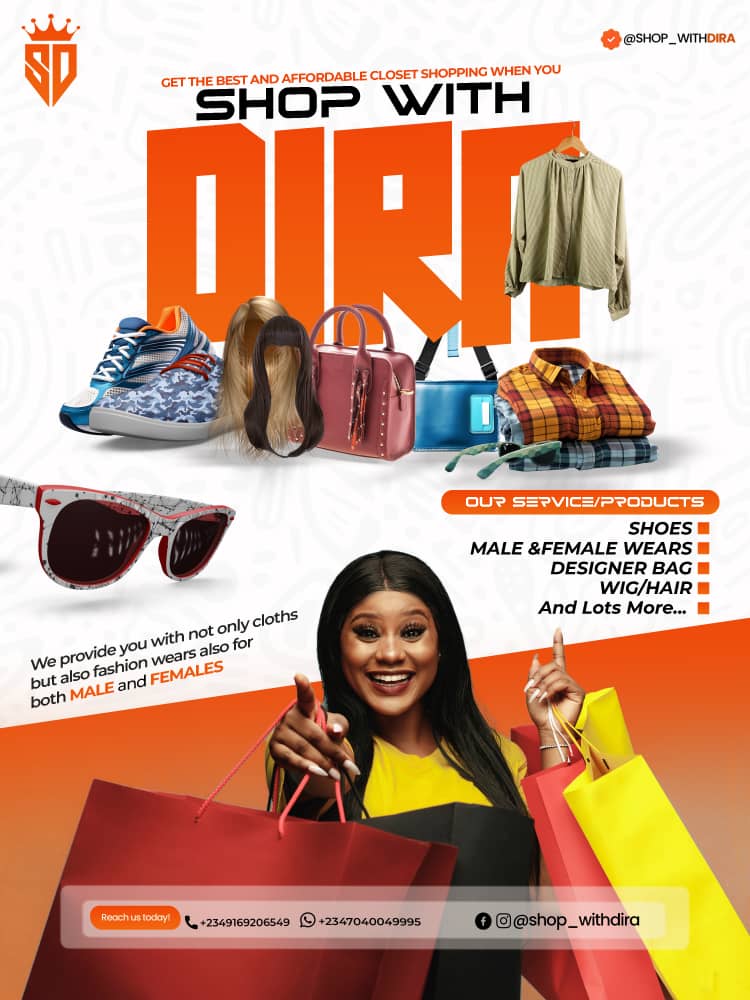 SD
@SHOP_WITHDIRA
GET THE BEST AND AFFORDABLE CLOSET SHOPPING WHEN YOU
SHOP WITH
DIRA
OUR SERVICE/PRODUCTS
SHOES
MALE &FEMALE WEARS
DESIGNER BAG
WIG/HAIR
And Lots More...
We provide you with not only cloths
but also fashion wears also for
both MALE and FEMALES
Reach us today!
+2349169206549
+2347040049995
@shop_withdira